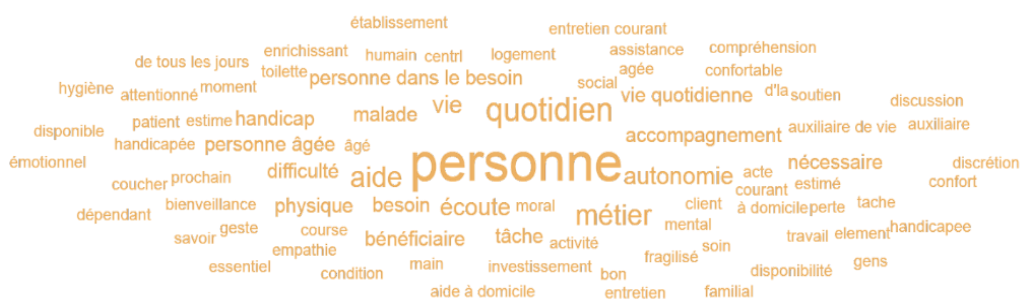 établissement entretien courant
enrichissant humain centrl logement assistance compréhension
de tous les jours toilette personne dans le besoin social agée confortable
hygiène attentionné moment vie quotidien vie quotidienne d'la soutien discussion
disponible patient estime handicap malade accompagnement auxiliaire de vie auxiliaire
émotionnel handicapée personne âgée âgé personne nécessaire discrétion
coucher prochain difficulté aide autonomie acte courant estimé confort
dépendant bienveillance physique besoin écoute moral métier client à domicile perte tache
savoir geste course bénéficiaire tâche activité mental travail element handicapee
empathie essentiel condition main investissement bon fragilisé soin disponibilité gens
aide à domicile entretien familial